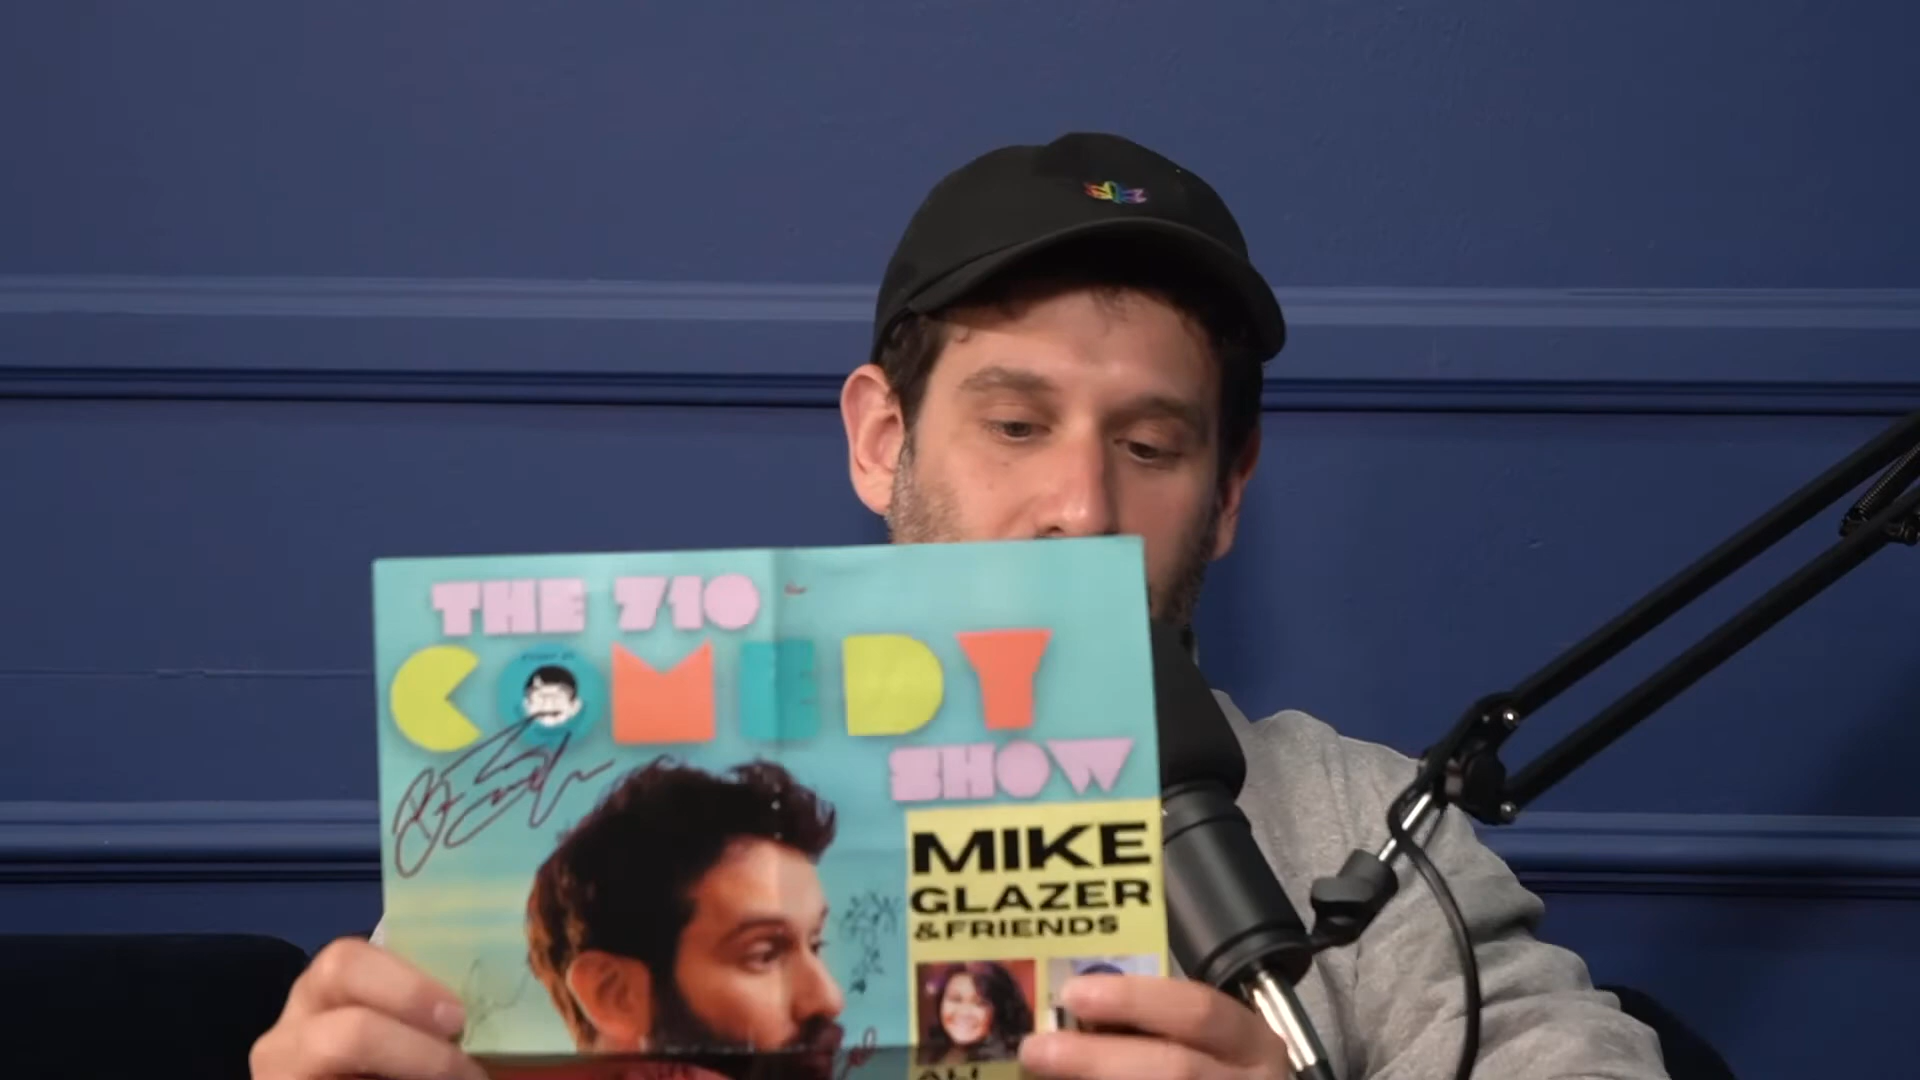 THE 710
COMEDY
SHOW
MIKE
GLAZER
&FRIENDS